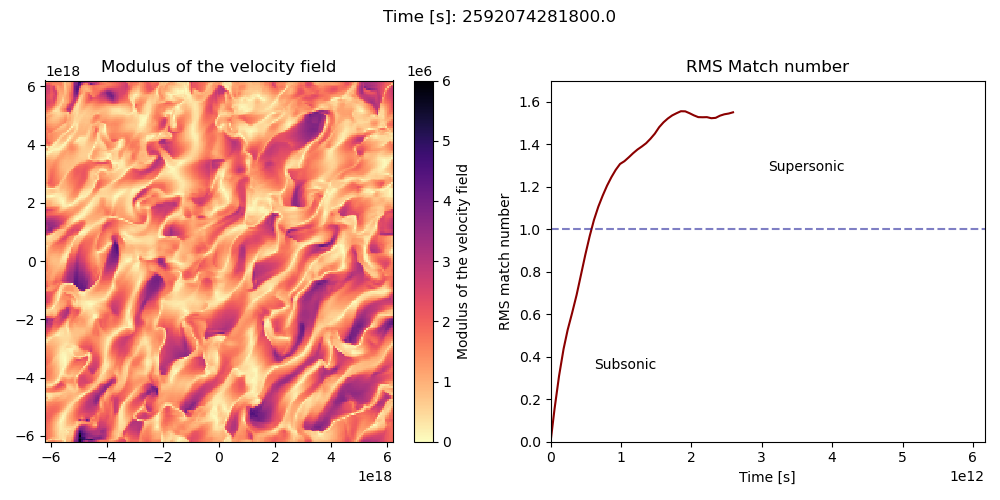 Time [s]: 2592074281800.0
1e18 Modulus of the velocity field 1e6
6
4
2
0
−2
−4
−6
−6 −4 −2 0 2 4 6
1e18
6
5
4
3
2
1
0
Modulus of the velocity field
RMS Match number
RMS match number
1.6
1.4
1.2
1.0
0.8
0.6
0.4
0.2
0.0
Supersonic
Subsonic
0 1 2 3 4 5 6
Time [s] 1e12